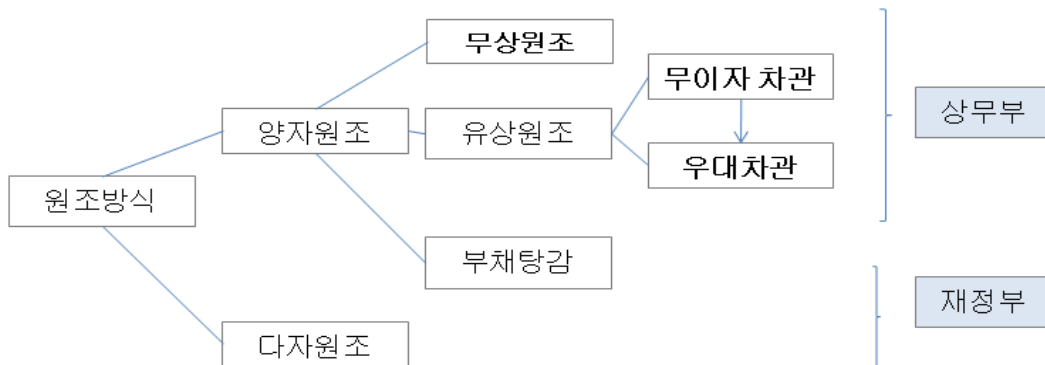 무상원조
무이자 차관
상무부
양자원조
유상원조
우대차관
원조방식
부채탕감
재정부
다자원조